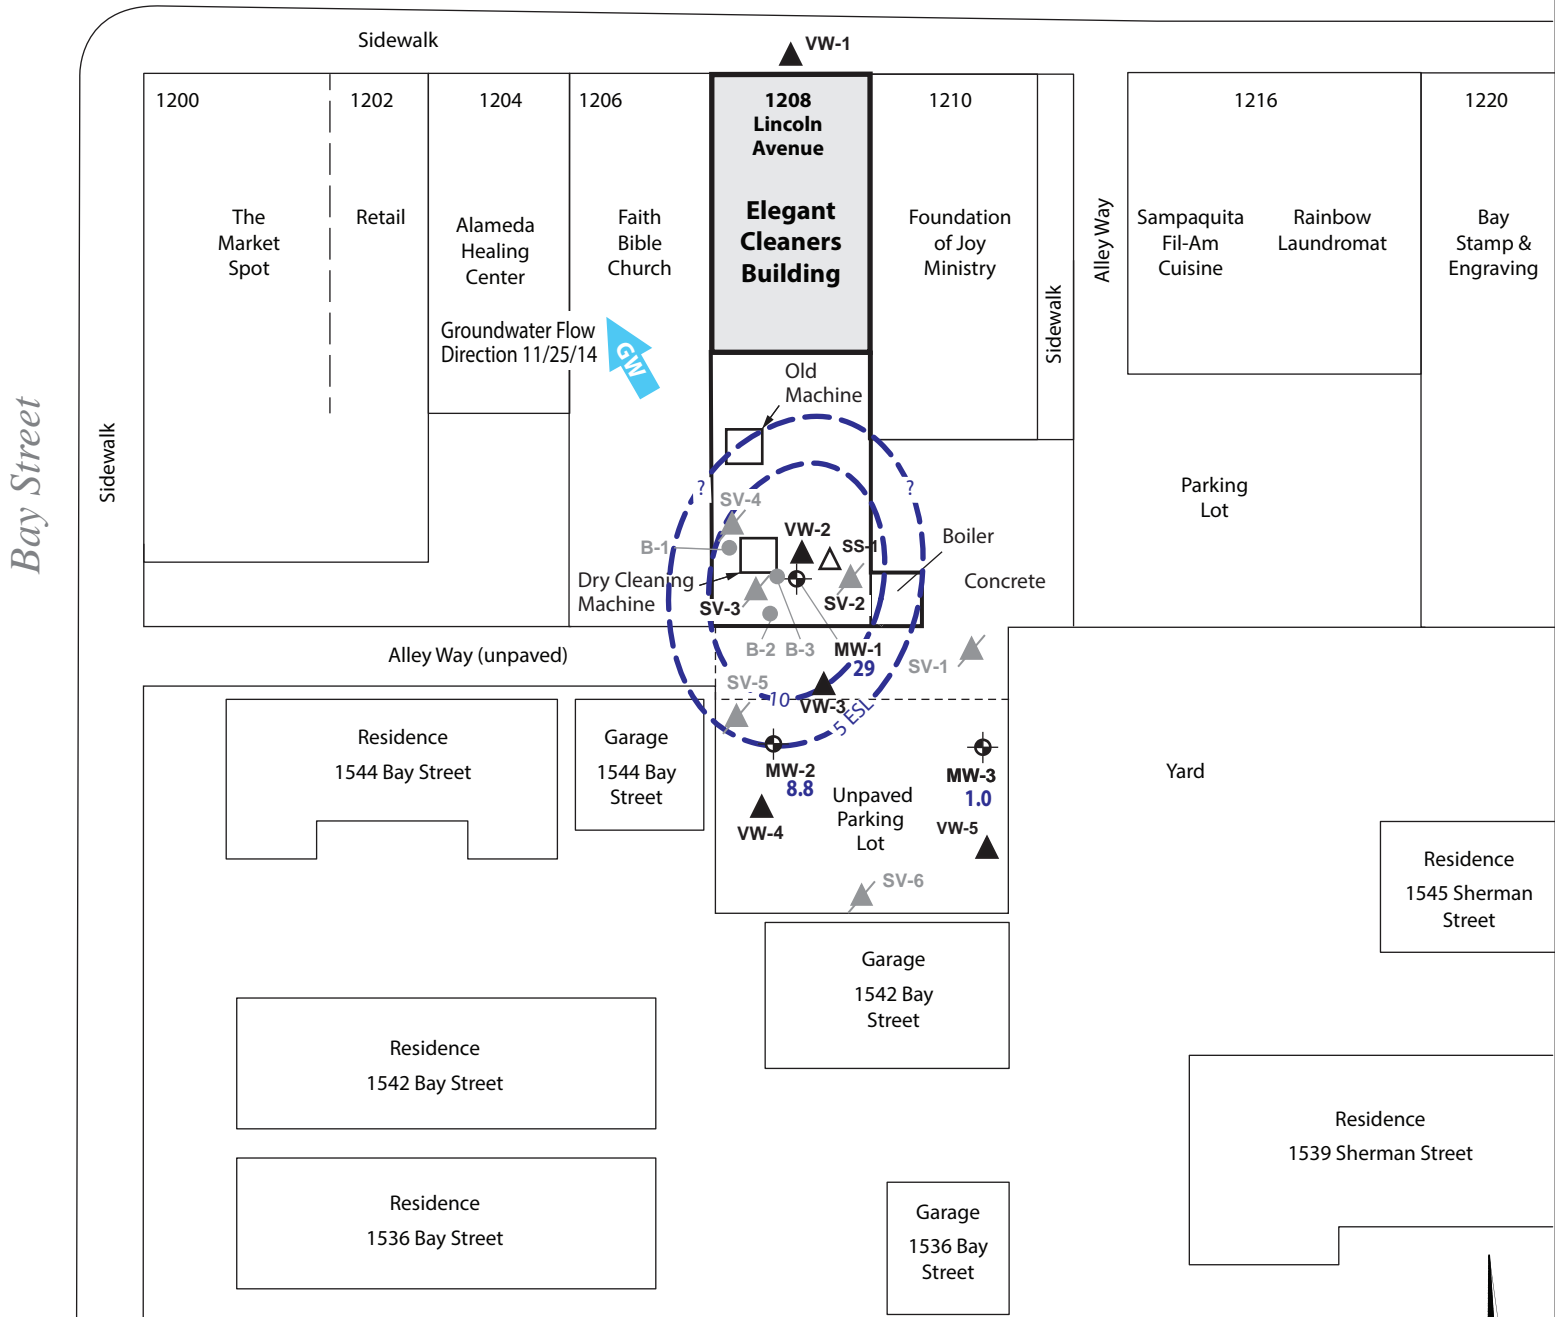 Sidewalk
VW-1
1200
1202
1204
1206
1208
Lincoln
Avenue
1210
1216
1220
The
Market
Spot
Retail
Alameda
Healing
Center
Faith
Bible
Church
Elegant
Cleaners
Building
Foundation
of Joy
Ministry
Sidewalk
Alley Way
Sampaquita
Fil-Am
Cuisine
Rainbow
Laundromat
Bay
Stamp &
Engraving
Groundwater Flow
Direction 11/25/14
GW
Bay Street
Sidewalk
Old
Machine
?
?
SV-4
B-1
VW-2
SS-1
Boiler
Parking
Lot
Dry Cleaning
Machine
SV-3
SV-2
Concrete
B-2
B-3
MW-1
29
SV-1
Alley Way (unpaved)
SV-5
10
VW-3
5 ESL
Residence
1544 Bay Street
Garage
1544 Bay
Street
MW-2
8.8
VW-4
Unpaved
Parking
Lot
MW-3
1.0
VW-5
Yard
SV-6
Residence
1545 Sherman
Street
Garage
1542 Bay
Street
Residence
1542 Bay Street
Residence
1539 Sherman Street
Residence
1536 Bay Street
Garage
1536 Bay
Street